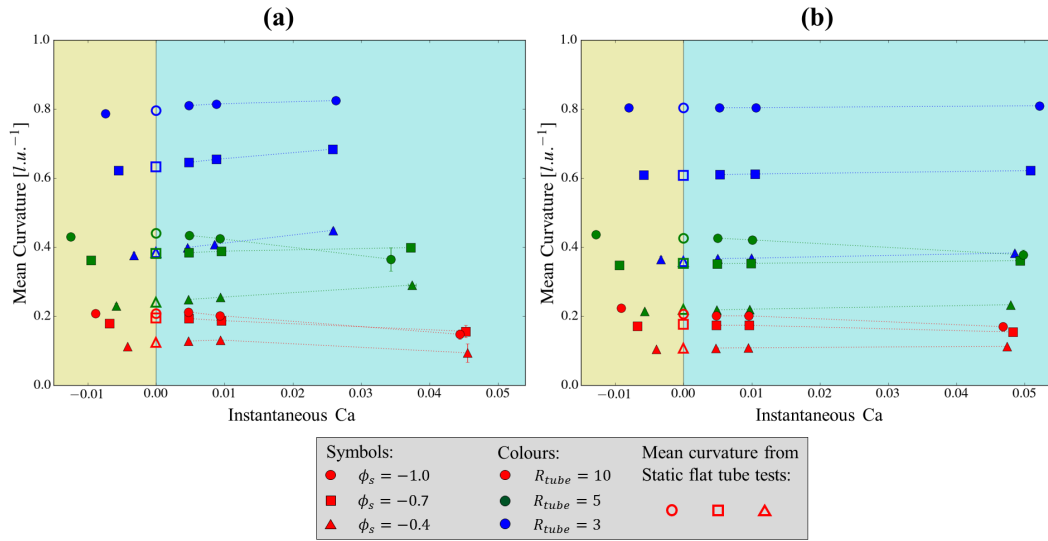 (a)
(b)
1.0
0.8
0.6
0.4
0.2
0.0
Mean Curvature [l.u.⁻¹]
−0.01 0.00 0.01 0.02 0.03 0.04 0.05
Instantaneous Ca
1.0
0.8
0.6
0.4
0.2
0.0
Mean Curvature [l.u.⁻¹]
−0.01 0.00 0.01 0.02 0.03 0.04 0.05
Instantaneous Ca
Symbols:
ϕₛ = −1.0
ϕₛ = −0.7
ϕₛ = −0.4
Colours:
R_tube = 10
R_tube = 5
R_tube = 3
Mean curvature from
Static flat tube tests: